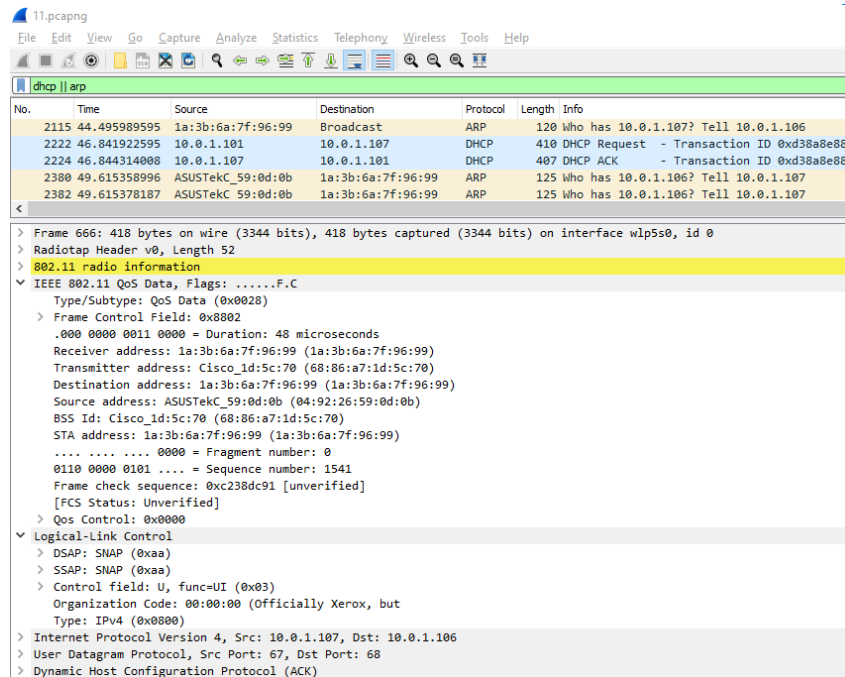 11.pcapng
File Edit View Go Capture Analyze Statistics Telephony Wireless Tools Help
dhcp || arp
No. Time Source Destination Protocol Length Info
2115 44.495989595 1a:3b:6a:7f:96:99 Broadcast ARP 120 Who has 10.0.1.107? Tell 10.0.1.106
2222 46.841922595 10.0.1.101 10.0.1.107 DHCP 410 DHCP Request - Transaction ID 0xd38a8e88
2224 46.844314008 10.0.1.107 10.0.1.101 DHCP 407 DHCP ACK - Transaction ID 0xd38a8e88
2380 49.615358996 ASUSTekC_59:0d:0b 1a:3b:6a:7f:96:99 ARP 125 Who has 10.0.1.106? Tell 10.0.1.107
2382 49.615378187 ASUSTekC_59:0d:0b 1a:3b:6a:7f:96:99 ARP 125 Who has 10.0.1.106? Tell 10.0.1.107
Frame 666: 418 bytes on wire (3344 bits), 418 bytes captured (3344 bits) on interface wlp5s0, id 0
Radiotap Header v0, Length 52
802.11 radio information
IEEE 802.11 QoS Data, Flags: ......F.C
Type/Subtype: QoS Data (0x0028)
Frame Control Field: 0x8802
.000 0000 0011 0000 = Duration: 48 microseconds
Receiver address: 1a:3b:6a:7f:96:99 (1a:3b:6a:7f:96:99)
Transmitter address: Cisco_1d:5c:70 (68:86:a7:1d:5c:70)
Destination address: 1a:3b:6a:7f:96:99 (1a:3b:6a:7f:96:99)
Source address: ASUSTekC_59:0d:0b (04:92:26:59:0d:0b)
BSS Id: Cisco_1d:5c:70 (68:86:a7:1d:5c:70)
STA address: 1a:3b:6a:7f:96:99 (1a:3b:6a:7f:96:99)
.... .... .... 0000 = Fragment number: 0
0110 0000 0101 .... = Sequence number: 1541
Frame check sequence: 0xc238dc91 [unverified]
[FCS Status: Unverified]
Qos Control: 0x0000
Logical-Link Control
DSAP: SNAP (0xaa)
SSAP: SNAP (0xaa)
Control field: U, func=UI (0x03)
Organization Code: 00:00:00 (Officially Xerox, but
Type: IPv4 (0x0800)
Internet Protocol Version 4, Src: 10.0.1.107, Dst: 10.0.1.106
User Datagram Protocol, Src Port: 67, Dst Port: 68
Dynamic Host Configuration Protocol (ACK)